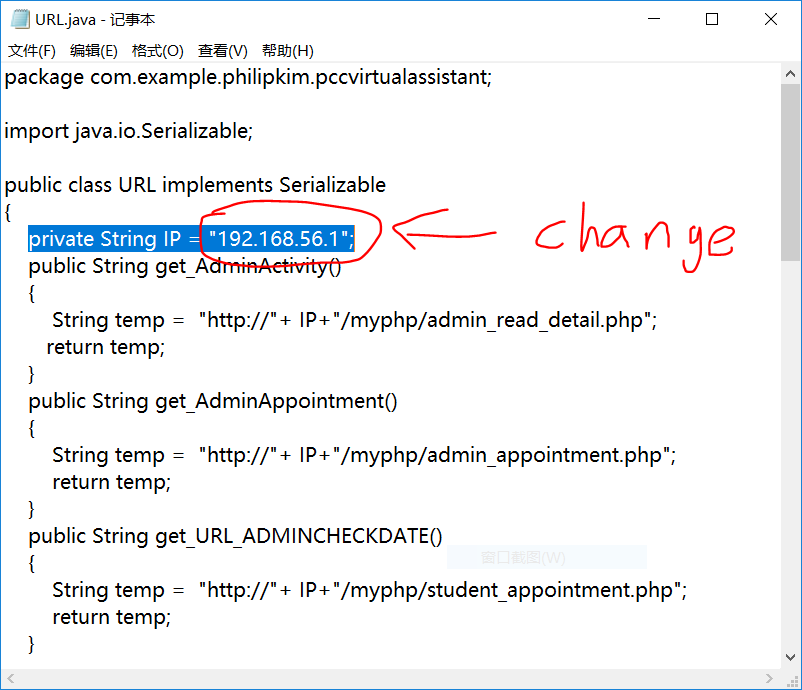 URL.java - 记事本
文件(F) 编辑(E) 格式(O) 查看(V) 帮助(H)
package com.example.philipkim.pccvirtualassistant;
import java.io.Serializable;
public class URL implements Serializable
{
private String IP = "192.168.56.1";
change
public String get_AdminActivity()
{
String temp = "http://"+ IP+"/myphp/admin_read_detail.php";
return temp;
}
public String get_AdminAppointment()
{
String temp = "http://"+ IP+"/myphp/admin_appointment.php";
return temp;
}
public String get_URL_ADMINCHECKDATE()
{
窗口截图(W)
String temp = "http://"+ IP+"/myphp/student_appointment.php";
return temp;
}